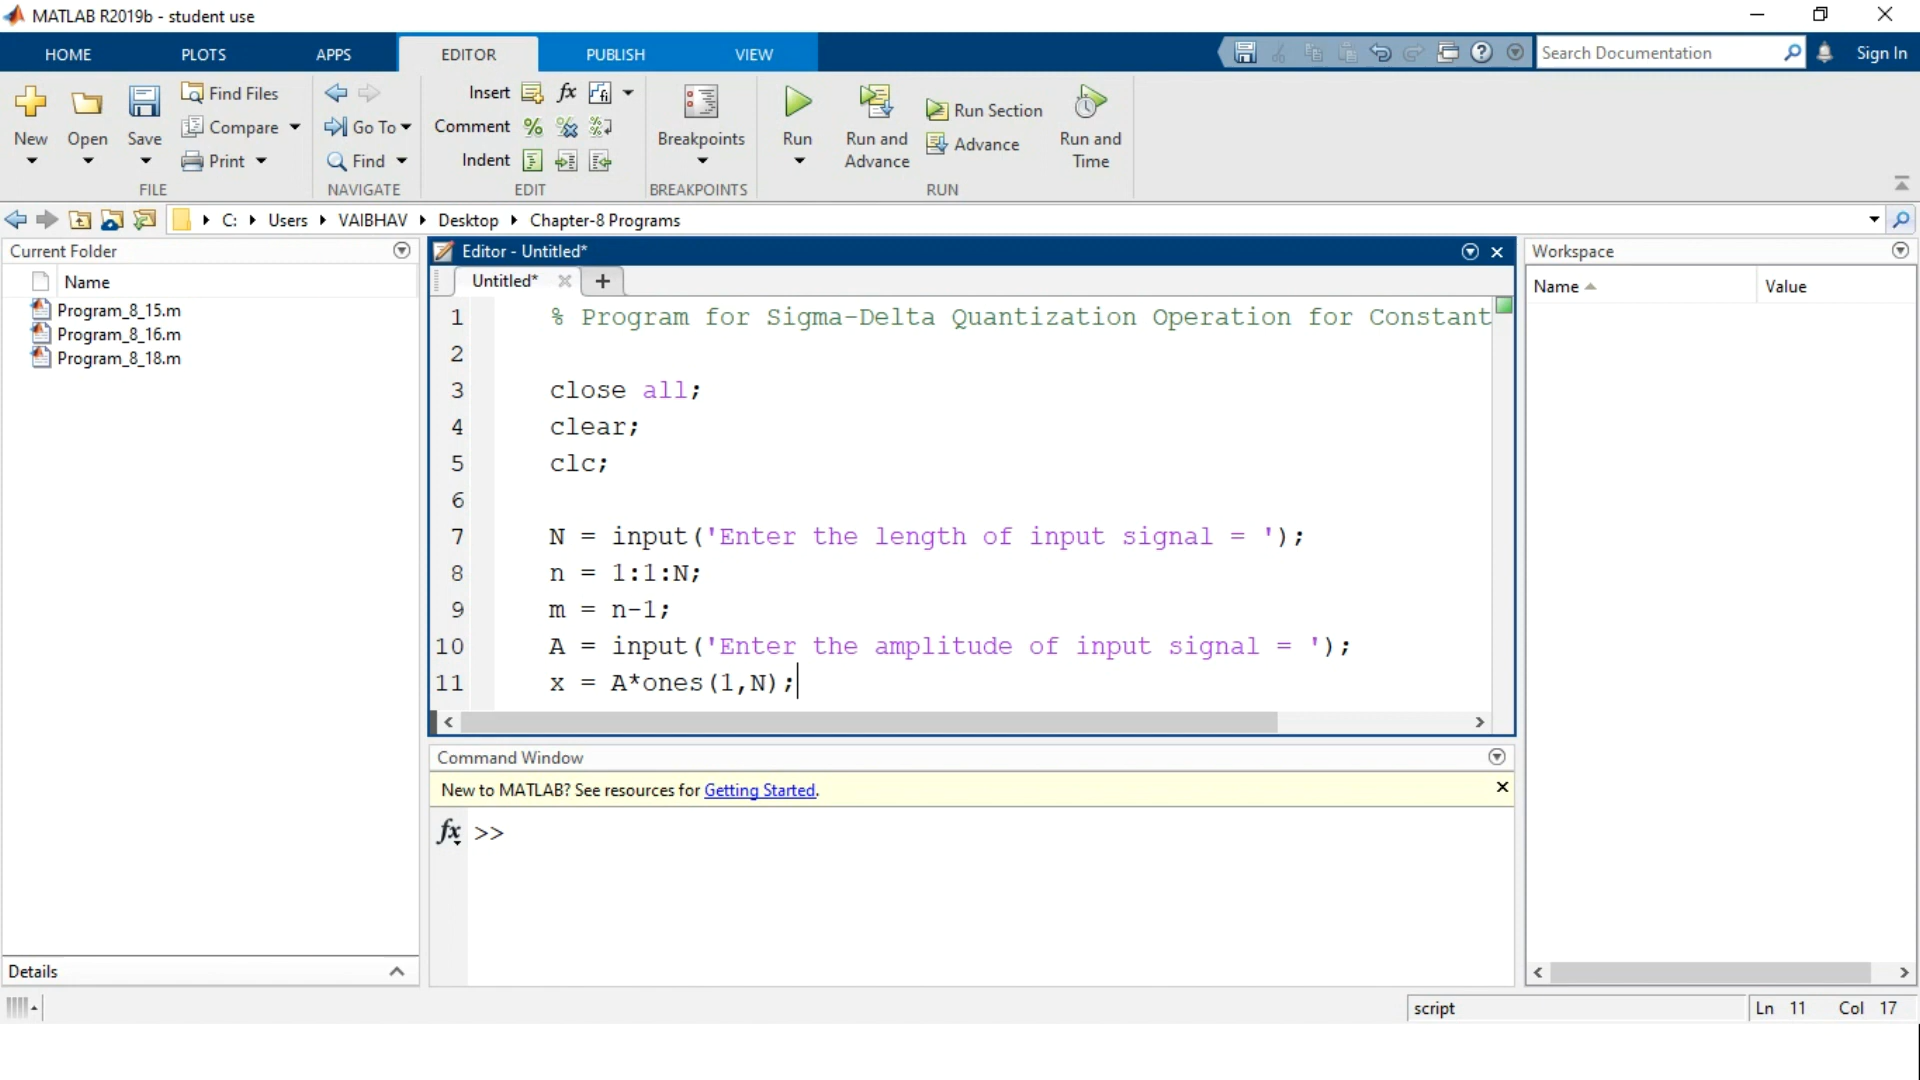 MATLAB R2019b - student use
HOME PLOTS APPS EDITOR PUBLISH VIEW Search Documentation Sign In
New Open Save Find Files Compare Print FILE
Go To Find NAVIGATE
Insert fx Comment Indent EDIT
Breakpoints BREAKPOINTS
Run Run and Advance Run Section Advance Run and Time RUN
C: Users VAIBHAV Desktop Chapter-8 Programs
Current Folder
Name
Program_8_15.m
Program_8_16.m
Program_8_18.m
Details
Editor - Untitled*
Untitled* +
1 % Program for Sigma-Delta Quantization Operation for Constant
2
3 close all;
4 clear;
5 clc;
6
7 N = input('Enter the length of input signal = ');
8 n = 1:1:N;
9 m = n-1;
10 A = input('Enter the amplitude of input signal = ');
11 x = A*ones(1,N);
Command Window
New to MATLAB? See resources for Getting Started.
fx >>
Workspace
Name Value
script Ln 11 Col 17